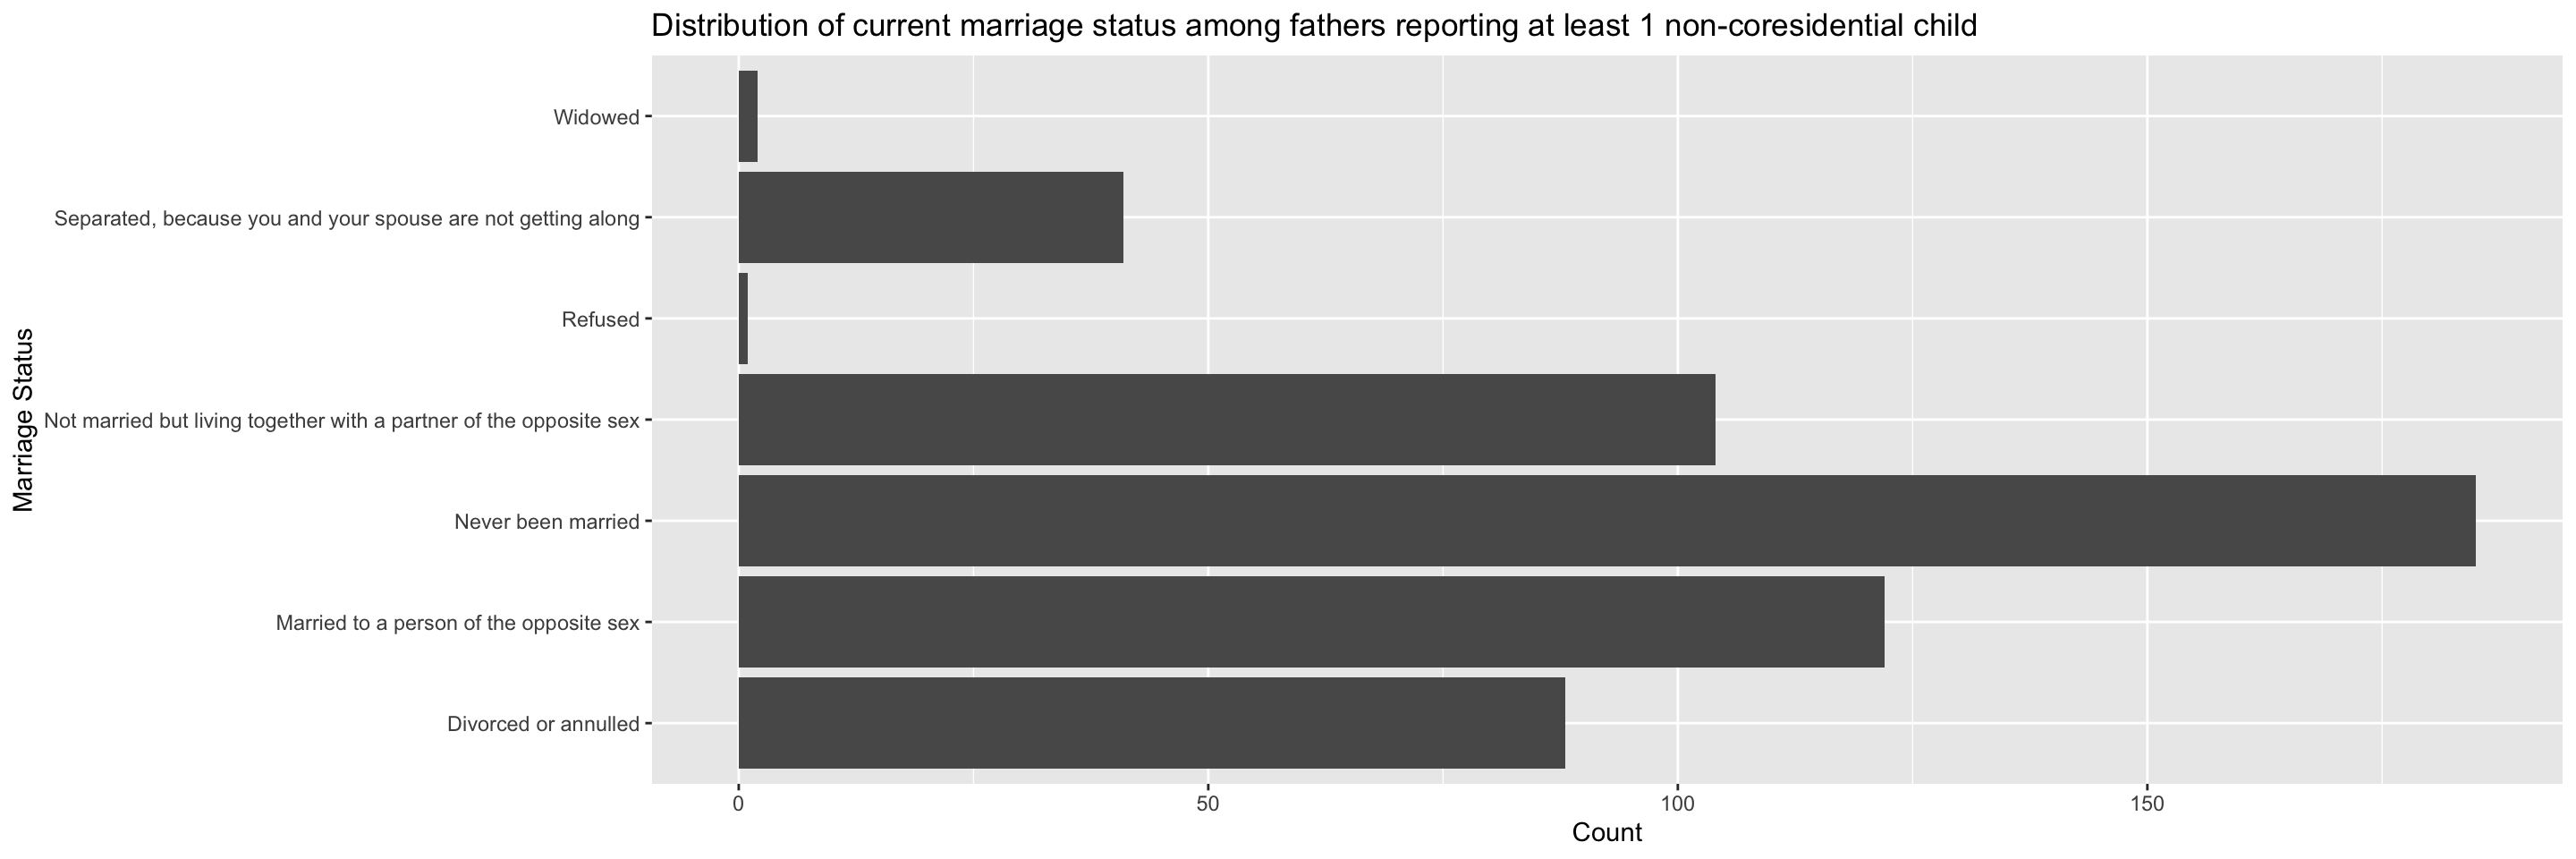 Distribution of current marriage status among fathers reporting at least 1 non-coresidential child
Marriage Status
Widowed
Separated, because you and your spouse are not getting along
Refused
Not married but living together with a partner of the opposite sex
Never been married
Married to a person of the opposite sex
Divorced or annulled
0 50 100 150
Count